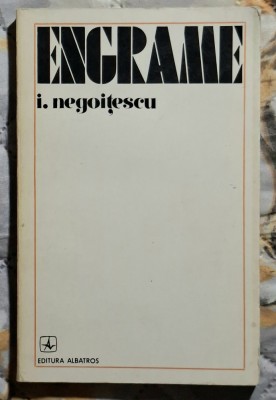 ENGRAME
i. negoițescu
EDITURA ALBATROS